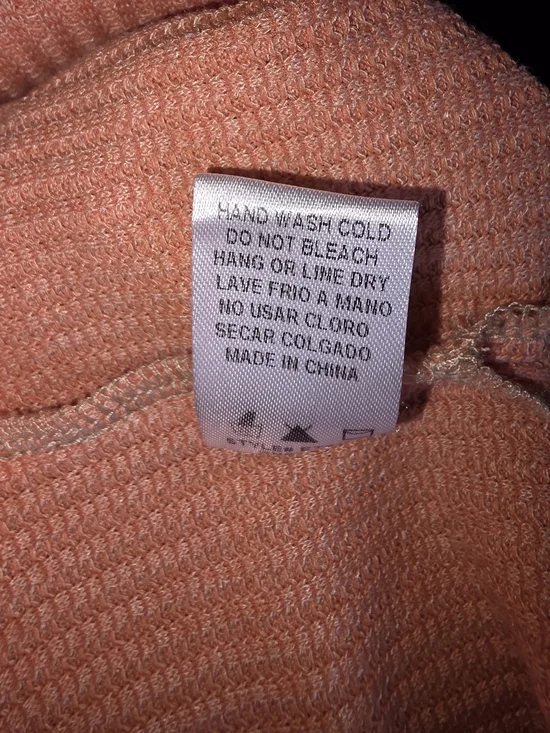 HAND WASH COLD
DO NOT BLEACH
HANG OR LINE DRY
LAVE FRIO A MANO
NO USAR CLORO
SECAR COLGADO
MADE IN CHINA
STYLE#